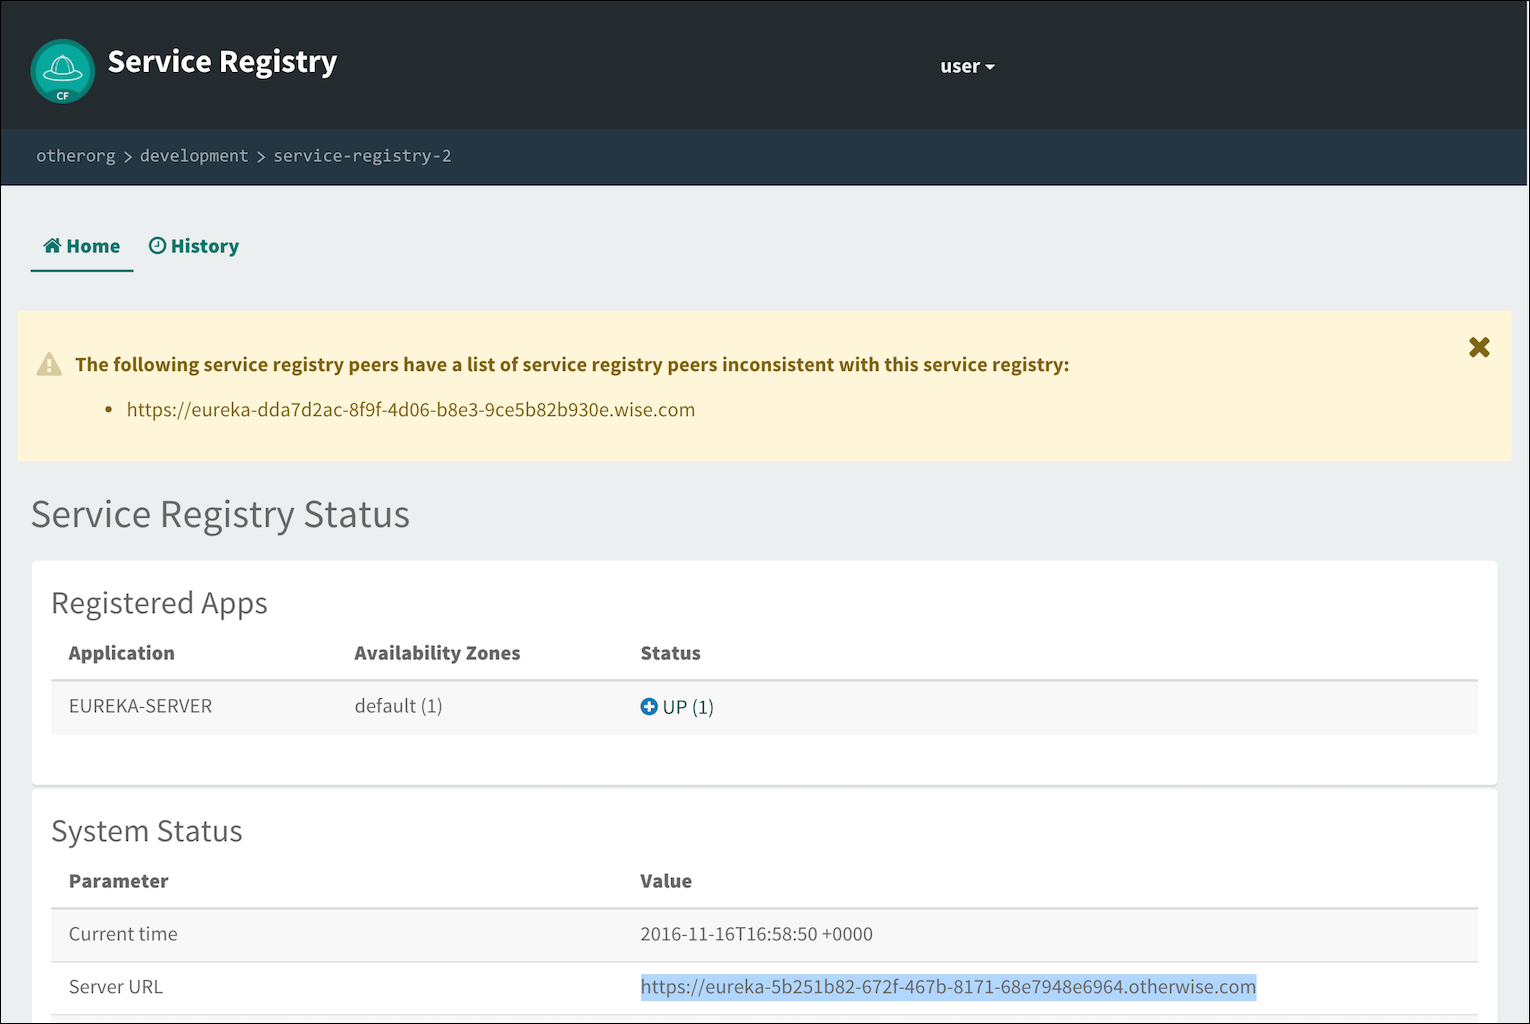 Service Registry
CF
user
otherorg > development > service-registry-2
Home History
The following service registry peers have a list of service registry peers inconsistent with this service registry:
• https://eureka-dda7d2ac-8f9f-4d06-b8e3-9ce5b82b930e.wise.com
Service Registry Status
Registered Apps
Application Availability Zones Status
EUREKA-SERVER default (1) UP (1)
System Status
Parameter Value
Current time 2016-11-16T16:58:50 +0000
Server URL https://eureka-5b251b82-672f-467b-8171-68e7948e6964.otherwise.com